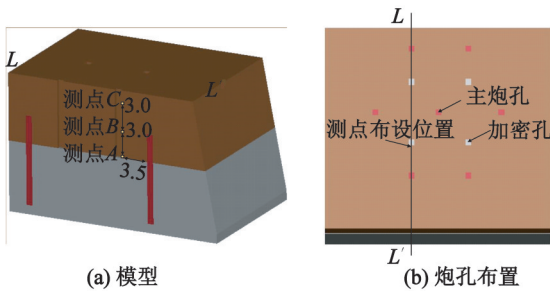 L
L′
测点C 3.0
测点B 3.0
测点A
3.5
(a) 模型
L
主炮孔
测点布设位置
加密孔
L′
(b) 炮孔布置